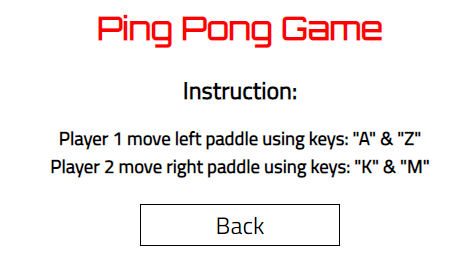 Ping Pong Game
Instruction:
Player 1 move left paddle using keys: "A" & "Z"
Player 2 move right paddle using keys: "K" & "M"
Back